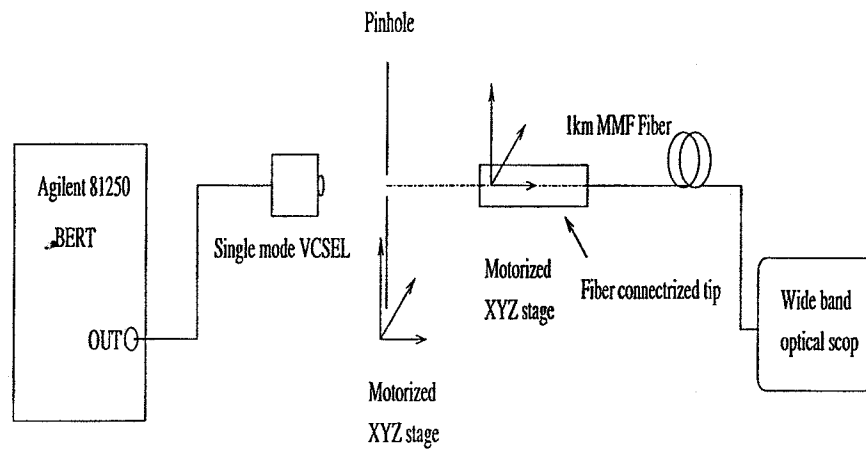 Pinhole
1km MMF Fiber
Agilent 81250
BERT
Single mode VCSEL
Motorized
XYZ stage
Fiber connectrized tip
Wide band
optical scop
OUT
Motorized
XYZ stage